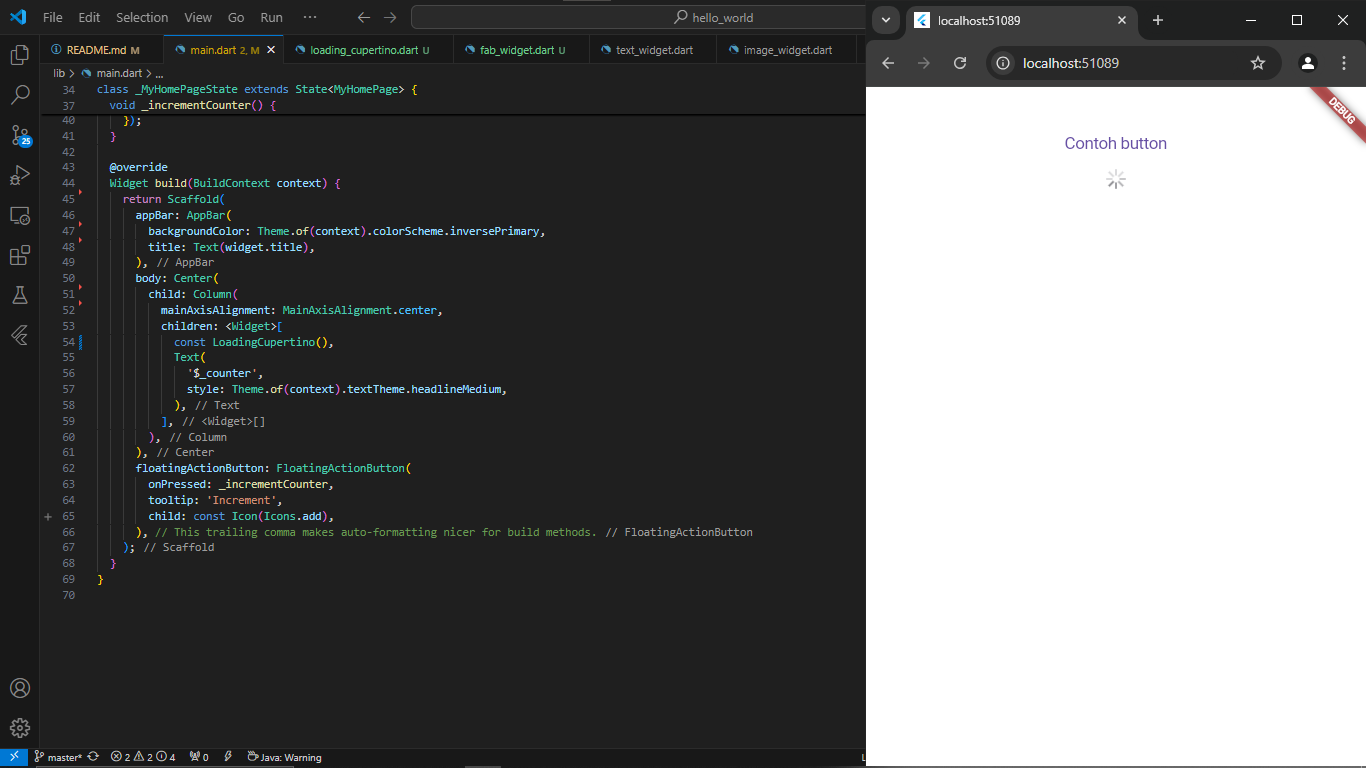 File Edit Selection View Go Run ··· hello_world
README.md M main.dart 2, M loading_cupertino.dart U fab_widget.dart U text_widget.dart image_widget.dart
lib > main.dart > ...
34 class _MyHomePageState extends State<MyHomePage> {
37 void _incrementCounter() {
40 });
41 }
42
43 @override
44 Widget build(BuildContext context) {
45 return Scaffold(
46 appBar: AppBar(
47 backgroundColor: Theme.of(context).colorScheme.inversePrimary,
48 title: Text(widget.title),
49 ), // AppBar
50 body: Center(
51 child: Column(
52 mainAxisAlignment: MainAxisAlignment.center,
53 children: <Widget>[
54 const LoadingCupertino(),
55 Text(
56 '$_counter',
57 style: Theme.of(context).textTheme.headlineMedium,
58 ), // Text
59 ], // <Widget>[]
60 ), // Column
61 ), // Center
62 floatingActionButton: FloatingActionButton(
63 onPressed: _incrementCounter,
64 tooltip: 'Increment',
65 child: const Icon(Icons.add),
66 ), // This trailing comma makes auto-formatting nicer for build methods. // FloatingActionButton
67 ); // Scaffold
68 }
69 }
70
25
master* 2 2 4 0 Java: Warning L
localhost:51089
localhost:51089
DEBUG
Contoh button